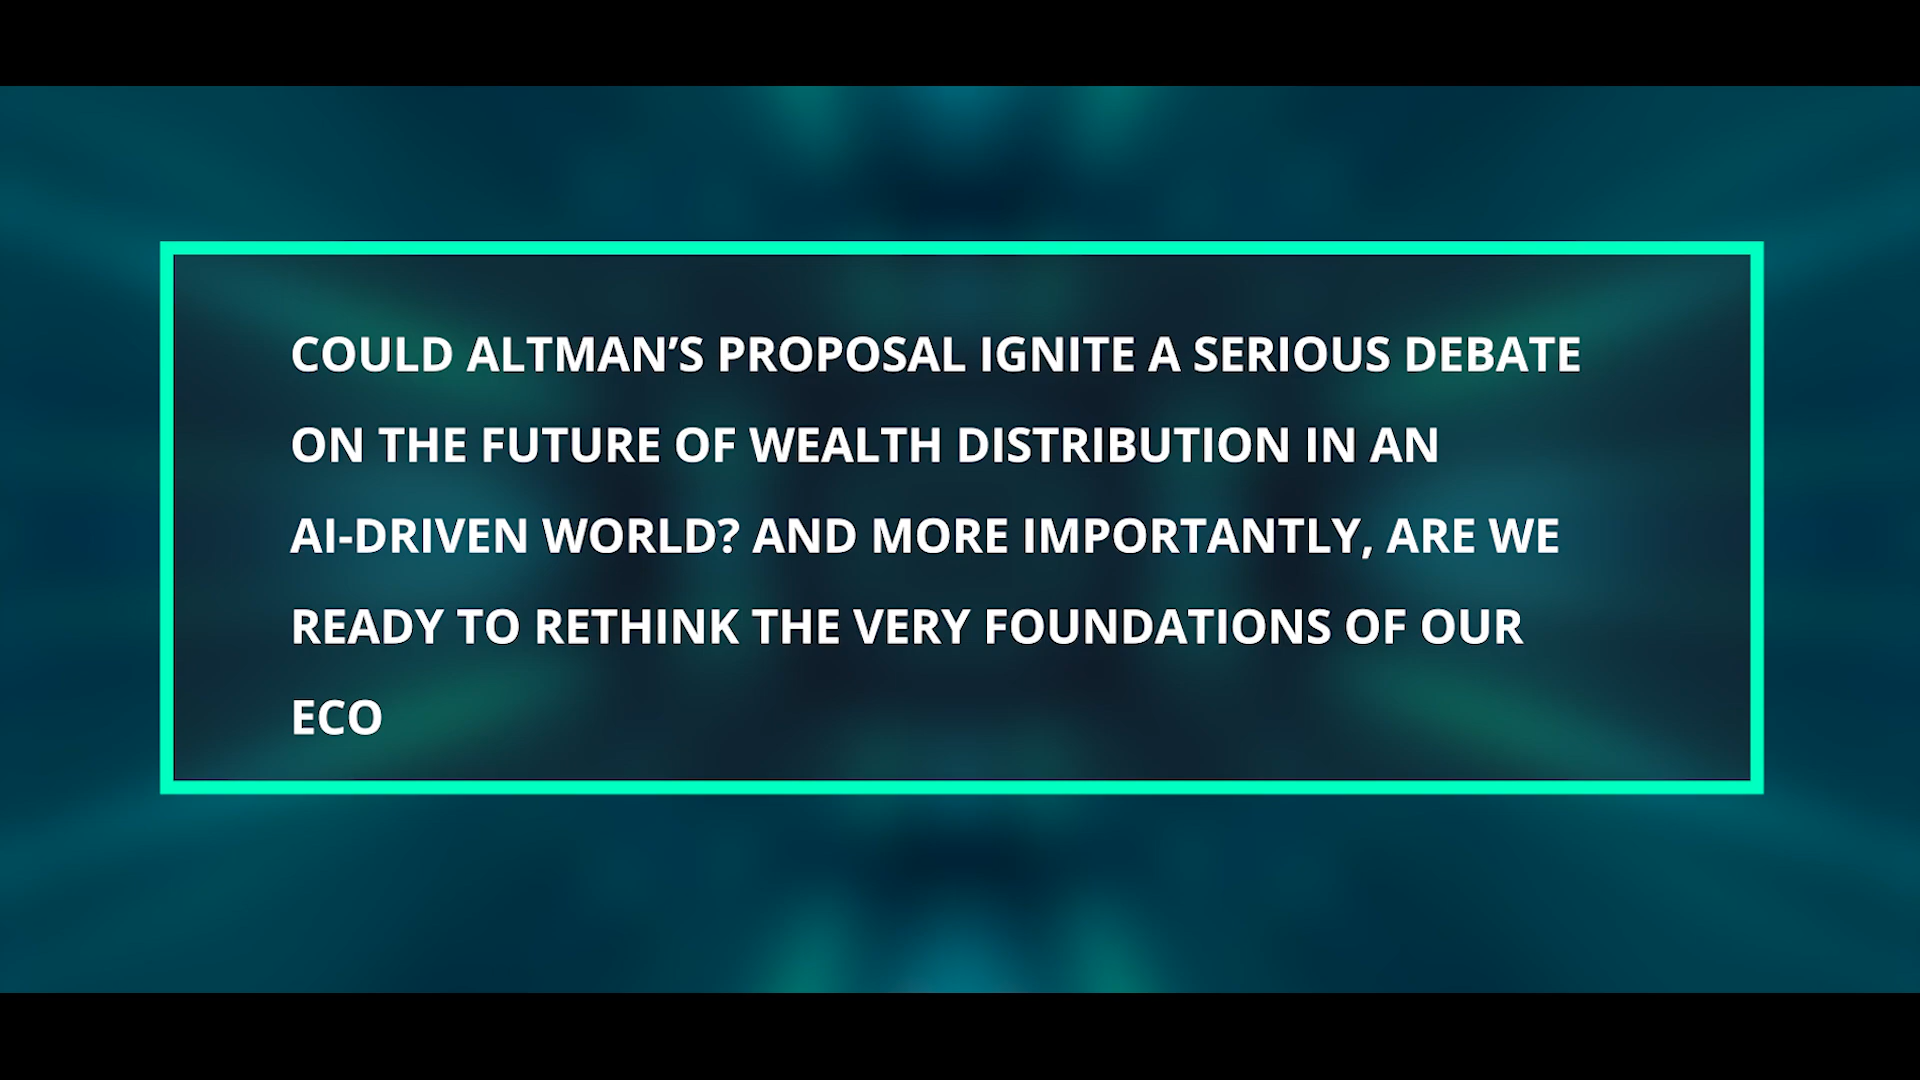 COULD ALTMAN’S PROPOSAL IGNITE A SERIOUS DEBATE
ON THE FUTURE OF WEALTH DISTRIBUTION IN AN
AI-DRIVEN WORLD? AND MORE IMPORTANTLY, ARE WE
READY TO RETHINK THE VERY FOUNDATIONS OF OUR
ECO